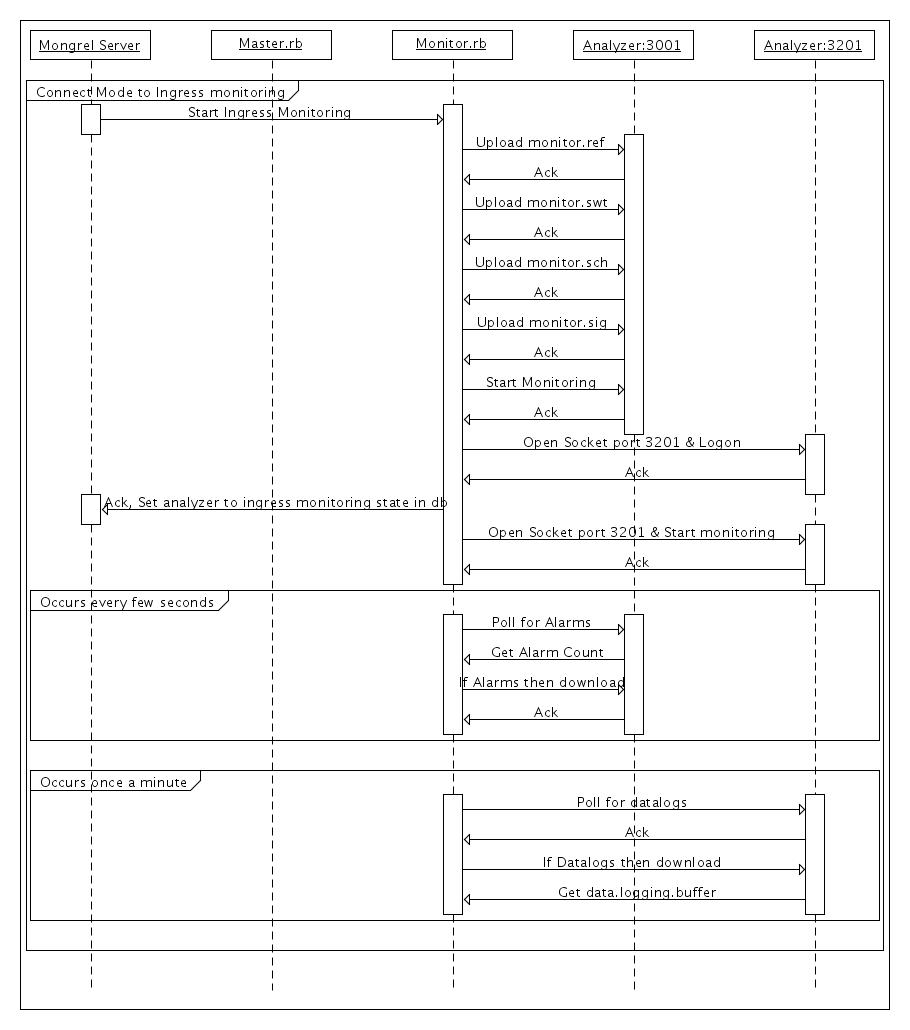 Mongrel Server
Master.rb
Monitor.rb
Analyzer:3001
Analyzer:3201
Connect Mode to Ingress monitoring
Start Ingress Monitoring
Upload monitor.ref
Ack
Upload monitor.swt
Ack
Upload monitor.sch
Ack
Upload monitor.sig
Ack
Start Monitoring
Ack
Open Socket port 3201 & Logon
Ack
Ack, Set analyzer to ingress monitoring state in db
Open Socket port 3201 & Start monitoring
Ack
Occurs every few seconds
Poll for Alarms
Get Alarm Count
If Alarms then download
Ack
Occurs once a minute
Poll for datalogs
Ack
If Datalogs then download
Get data.logging.buffer